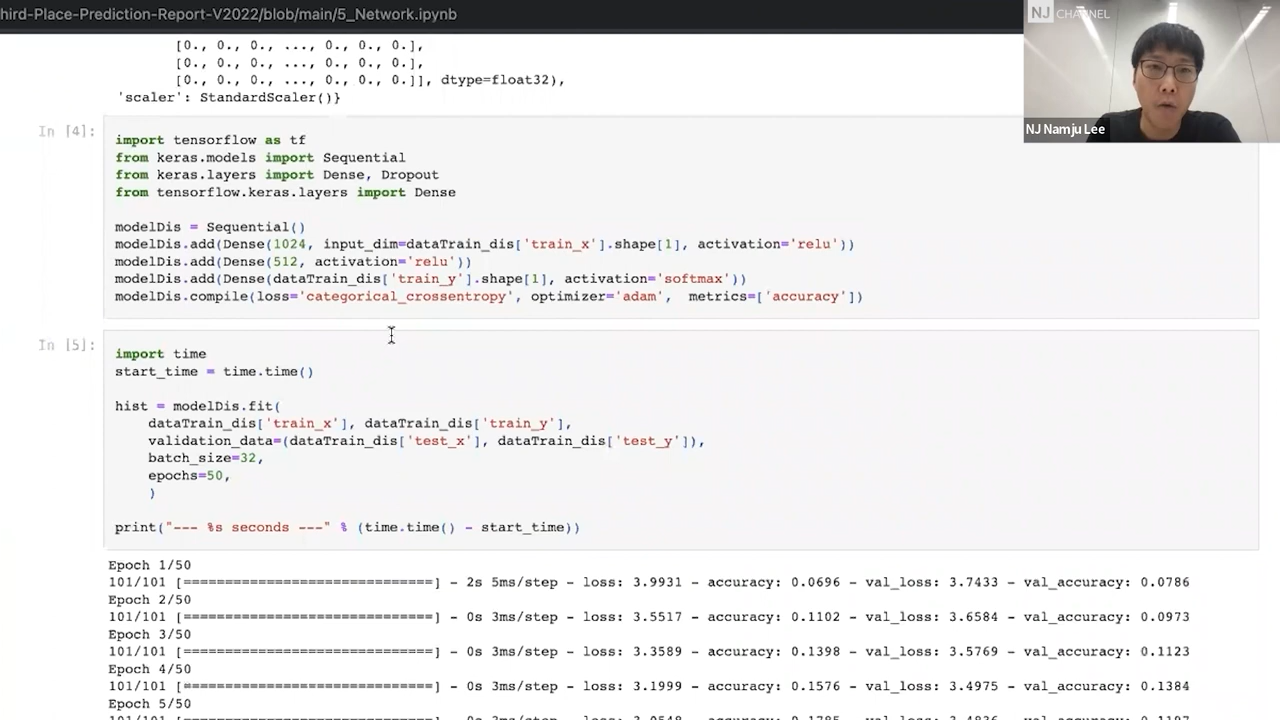 hird-Place-Prediction-Report-V2022/blob/main/5_Network.ipynb
NJ CHANNEL
NJ Namju Lee
[0., 0., 0., ..., 0., 0., 0.],
[0., 0., 0., ..., 0., 0., 0.],
[0., 0., 0., ..., 0., 0., 0.]], dtype=float32),
'scaler': StandardScaler()}
In [4]:
import tensorflow as tf
from keras.models import Sequential
from keras.layers import Dense, Dropout
from tensorflow.keras.layers import Dense
modelDis = Sequential()
modelDis.add(Dense(1024, input_dim=dataTrain_dis['train_x'].shape[1], activation='relu'))
modelDis.add(Dense(512, activation='relu'))
modelDis.add(Dense(dataTrain_dis['train_y'].shape[1], activation='softmax'))
modelDis.compile(loss='categorical_crossentropy', optimizer='adam',  metrics=['accuracy'])
In [5]:
import time
start_time = time.time()
hist = modelDis.fit(
dataTrain_dis['train_x'], dataTrain_dis['train_y'],
validation_data=(dataTrain_dis['test_x'], dataTrain_dis['test_y']),
batch_size=32,
epochs=50,
)
print("--- %s seconds ---" % (time.time() - start_time))
Epoch 1/50
101/101 [==============================] - 2s 5ms/step - loss: 3.9931 - accuracy: 0.0696 - val_loss: 3.7433 - val_accuracy: 0.0786
Epoch 2/50
101/101 [==============================] - 0s 3ms/step - loss: 3.5517 - accuracy: 0.1102 - val_loss: 3.6584 - val_accuracy: 0.0973
Epoch 3/50
101/101 [==============================] - 0s 3ms/step - loss: 3.3589 - accuracy: 0.1398 - val_loss: 3.5769 - val_accuracy: 0.1123
Epoch 4/50
101/101 [==============================] - 0s 3ms/step - loss: 3.1999 - accuracy: 0.1576 - val_loss: 3.4975 - val_accuracy: 0.1384
Epoch 5/50